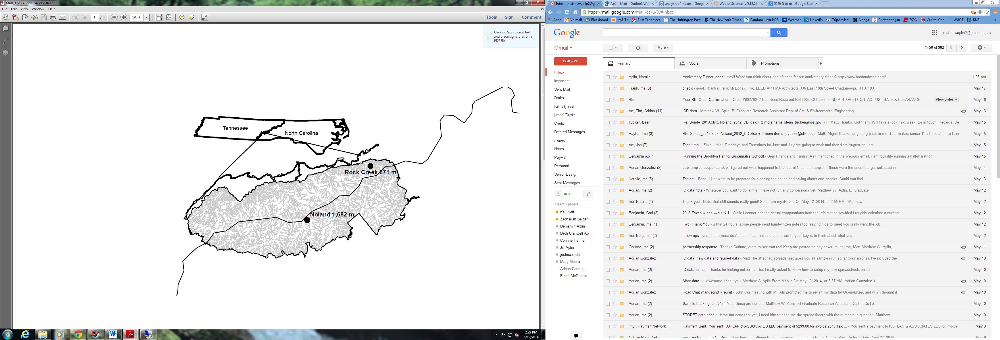 Matt_Thesis1.pdf - Adobe Reader
File Edit View Window Help
1 / 1 198%
Tools Sign Comment
Click on Sign to add text
and place signatures on a
PDF file.
Tennessee
North Carolina
Rock Creek 671 m
Noland 1,682 m
2:29 PM
5/19/2014
Inbox - matthewaplin2@g
Aplin, Matt - Outlook Web
analysis of means - Googl
Web of Science [v.5.13.2]
5520 ft to m - Google Sear
https://mail.google.com/mail/ca/u/0/#inbox
Apps Volmail Blackboard MyUTK First Tennessee The Huffington Post The New York Times Pandora NPR Weather LinkedIn TripAdvisor Nooga Chattanoogan ESPN Capital One WUOT KUB
Google
matthewaplin2@gmail.com
Gmail
More
1–50 of 982
COMPOSE
Inbox
Important
Sent Mail
Drafts
[Gmail]Trash
[Imap]/Drafts
Credit
Deleted Messages
iTunes
Notes
PayPal
Personal
Senior Design
Sent Messages
Search people...
Keil Neff
Zachariah Seiden
Benjamin Aplin
Beth Cranwell Aplin
Corinne Hennen
Jill Aplin
joshua metz
Mary Moore
Adrian Gonzalez
Frank McDonald
Primary Social Promotions +
Aplin, Natalie Anniversary Dinner Ideas - Hey!! What you think about one of these for our anniversary dinner? http://www.foodandwine.com/ 1:03 pm
Frank, me (3) check - good. Thanks Frank McDonald, RA, LEED AP FMA Architects 336 East 10th Street Chattanooga, TN 37403 May 17
REI Your REI Order Confirmation - Order #80276042 Has Been Received REI | REI-OUTLET | FIND A STORE | CONTACT US | SALE & CLEARANCE View order May 16
me, Tim, Adrian (11) ICP data - Matthew W. Aplin, EI Graduate Research Assistant Dept of Civil & Environmental Engineering May 16
Tucker, Dean Re: Sonde_2013.xlsx, Noland_2012_CD.xlsx + 2 more items (dean_tucker@nps.gov) - Hi Matt, Thanks. Got them. Will take a look next week. Be in touch. Regards, De May 15
Payton, me (3) RE: Sonde_2013.xlsx, Noland_2012_CD.xlsx + 2 more items (dys265@utk.edu) - Matt, Alight, thanks for getting back to me. That makes sense, I'll interpolate it to fit in May 15
me, Jon (7) Thank You - Sure. I think Tuesdays and Thursdays for June and July are going to work and then from August on I am May 15
Benjamin Aplin Running the Brooklyn Half for Susannah's School! - Dear Friends and Family! As I mentioned in the previous email, I am foolishly running a half-marathon May 15
Adrian Gonzalez (2) subsamples sequence skip - figured out what happened to that set of N-series samples.. those were the ones that got collected in May 14
Natalie, me (5) Tonight - Babe, I just want to be prepared for cleaning the house and having dinner and snacks. Could you find May 13
Adrian, me (2) IC data note - Whatever you want to do is fine. I have not run any conversions yet. Matthew W. Aplin, EI Graduate May 12
me, Natalie (4) Thank you - Babe that still sounds really good! Sent from my iPhone On May 12, 2014, at 2:55 PM, "Matthew May 12
Benjamin, Carl (2) 2013 Taxes w and w/out K-1 - While I cannot see the actual computations from the information provided I roughly calculate a number May 12
Benjamin, me (4) Fwd: Thank You - within 24 hours. some people send hand-written notes too, saying nice to meet you really want the job May 12
me, Benjamin (2) follow ups - yes. it is a must do i'll see if I can find one and forwrd to you. key is to think about what you May 12
Corinne, me (2) partnership response - Thanks Corinne, great to see you too! Keep me posted on any news. much love, Matt Matthew W. Aplin, May 11
Adrian Gonzalez IC data: new data and revised data - Matt The attached spreadsheet gives you all samples run so far (only anions). I've included the May 10
Adrian, me (3) IC data format - Thanks for looking out for me, but I really asked to know how to setup my new spreadsheets for all May 10
Adrian, me (2) More data... - Awesome, thank you! Matthew W Aplin From Mobile On May 10, 2014, at 3:37 AM, Adrian Gonzalez < May 10
Adrian Gonzalez Road Chat manuscript - revisit - John Our meeting with M.Kulp prompted me to revisit my data for Oconoluftee, and why I thought it May 10
Adrian, me (2) Sample tracking for 2013 - Yes, those are correct. Matthew W. Aplin, EI Graduate Research Assistant Dept of Civil & May 10
Adrian, me (2) STORET data check - Have not done that yet, I need him to send me the spreadsheets with the numbers in question. Matthew May 10
Intuit PaymentNetwork Payment Sent: You sent KOPLAN & ASSOCIATES LLC payment of $299.00 for invoice 2013 Tax ... - You sent a payment to KOPLAN & ASSOCIATES LLC for invoice May 9
Natalie Rawn Aplin Fwd: Pictures from Ny Visit - Sent from my iPhone Begin forwarded message: > From: Natalie Rawn Aplin > Date: April 27, 2014 May 8